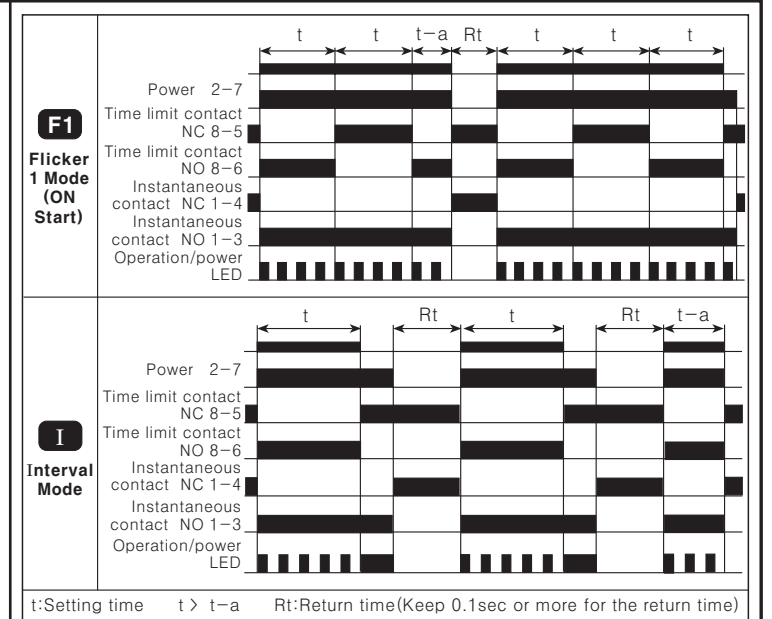 t t t−a Rt t t t
F1
Flicker
1 Mode
(ON
Start)
Power 2−7
Time limit contact
NC 8−5
Time limit contact
NO 8−6
Instantaneous
contact NC 1−4
Instantaneous
contact NO 1−3
Operation/power
LED
t Rt t Rt t−a
I
Interval
Mode
Power 2−7
Time limit contact
NC 8−5
Time limit contact
NO 8−6
Instantaneous
contact NC 1−4
Instantaneous
contact NO 1−3
Operation/power
LED
t:Setting time t > t−a Rt:Return time(Keep 0.1sec or more for the return time)